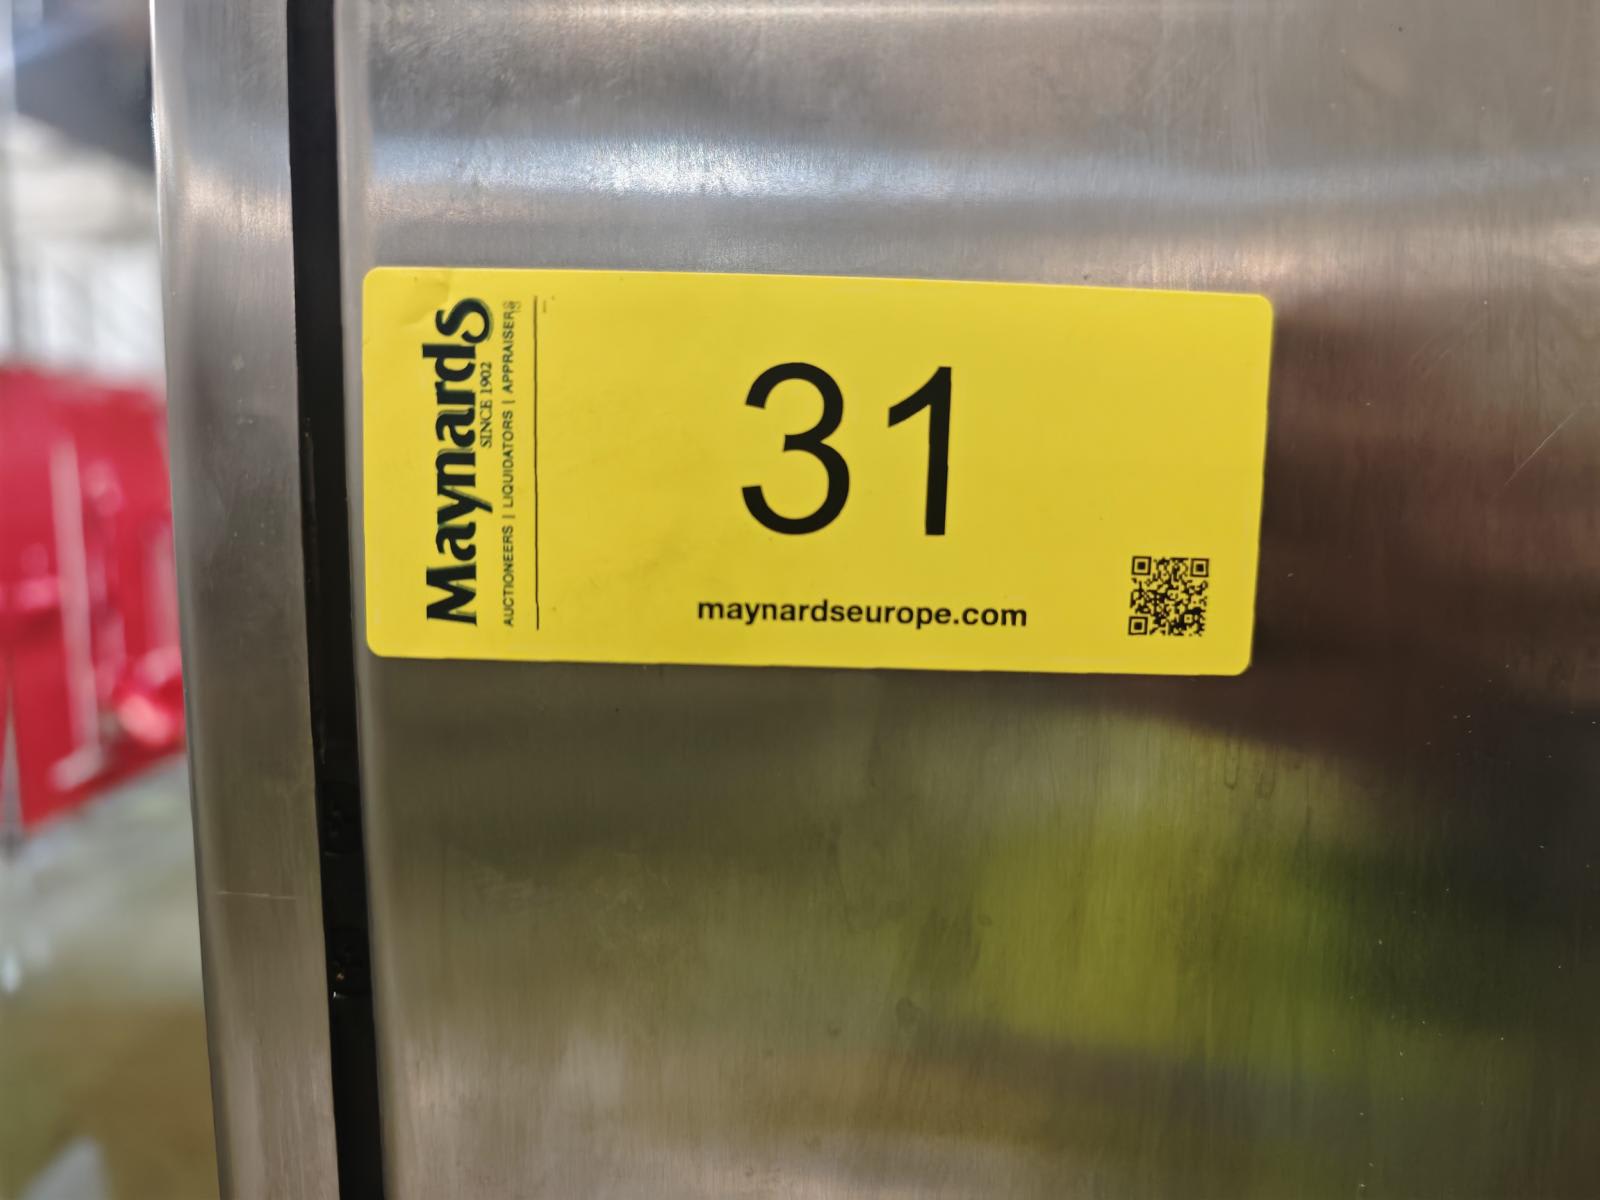 Maynards
SINCE 1902
AUCTIONEERS | LIQUIDATORS | APPRAISERS
31
maynardseurope.com